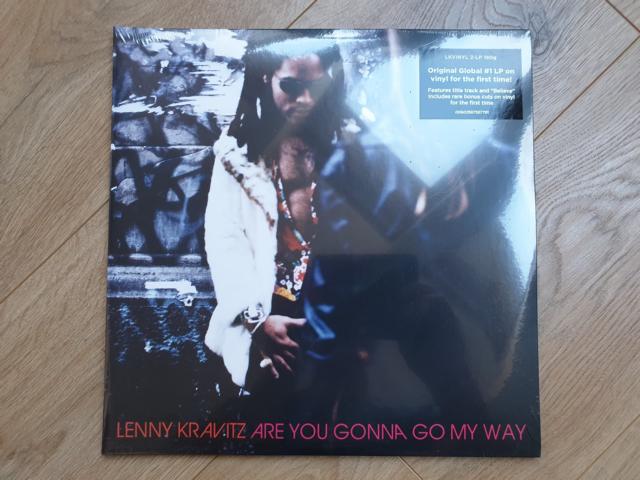 LKVINYL 2-LP 180g
Original Global #1 LP on
vinyl for the first time!
Features title track and "Believe"
Includes rare bonus cuts on vinyl
for the first time
LENNY KRAVITZ ARE YOU GONNA GO MY WAY